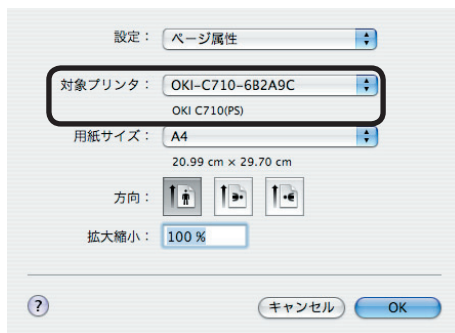 設定： ページ属性
対象プリンタ： OKI-C710-6B2A9C
OKI C710(PS)
用紙サイズ： A4
20.99 cm × 29.70 cm
方向：
拡大縮小： 100 %
? キャンセル OK